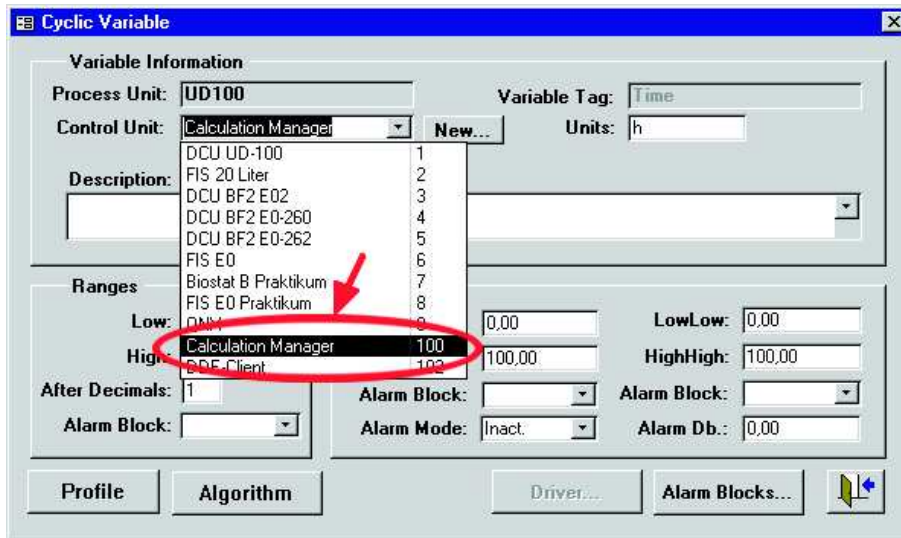 Cyclic Variable
Variable Information
Process Unit: UD100 Variable Tag: Time
Control Unit: Calculation Manager New... Units: h
DCU UD-100 1
FIS 20 Liter 2
Description:
DCU BF2 E02 3
DCU BF2 E0-260 4
DCU BF2 E0-262 5
FIS E0 6
Biostat B Praktikum 7
Ranges
FIS E0 Praktikum 8
Low: 0,00 LowLow: 0,00
Calculation Manager 100
High: 100,00 HighHigh: 100,00
DDE-Client 102
After Decimals: 1 Alarm Block: Alarm Block:
Alarm Block: Alarm Mode: Inact. Alarm Db.: 0,00
Profile Algorithm Driver... Alarm Blocks...